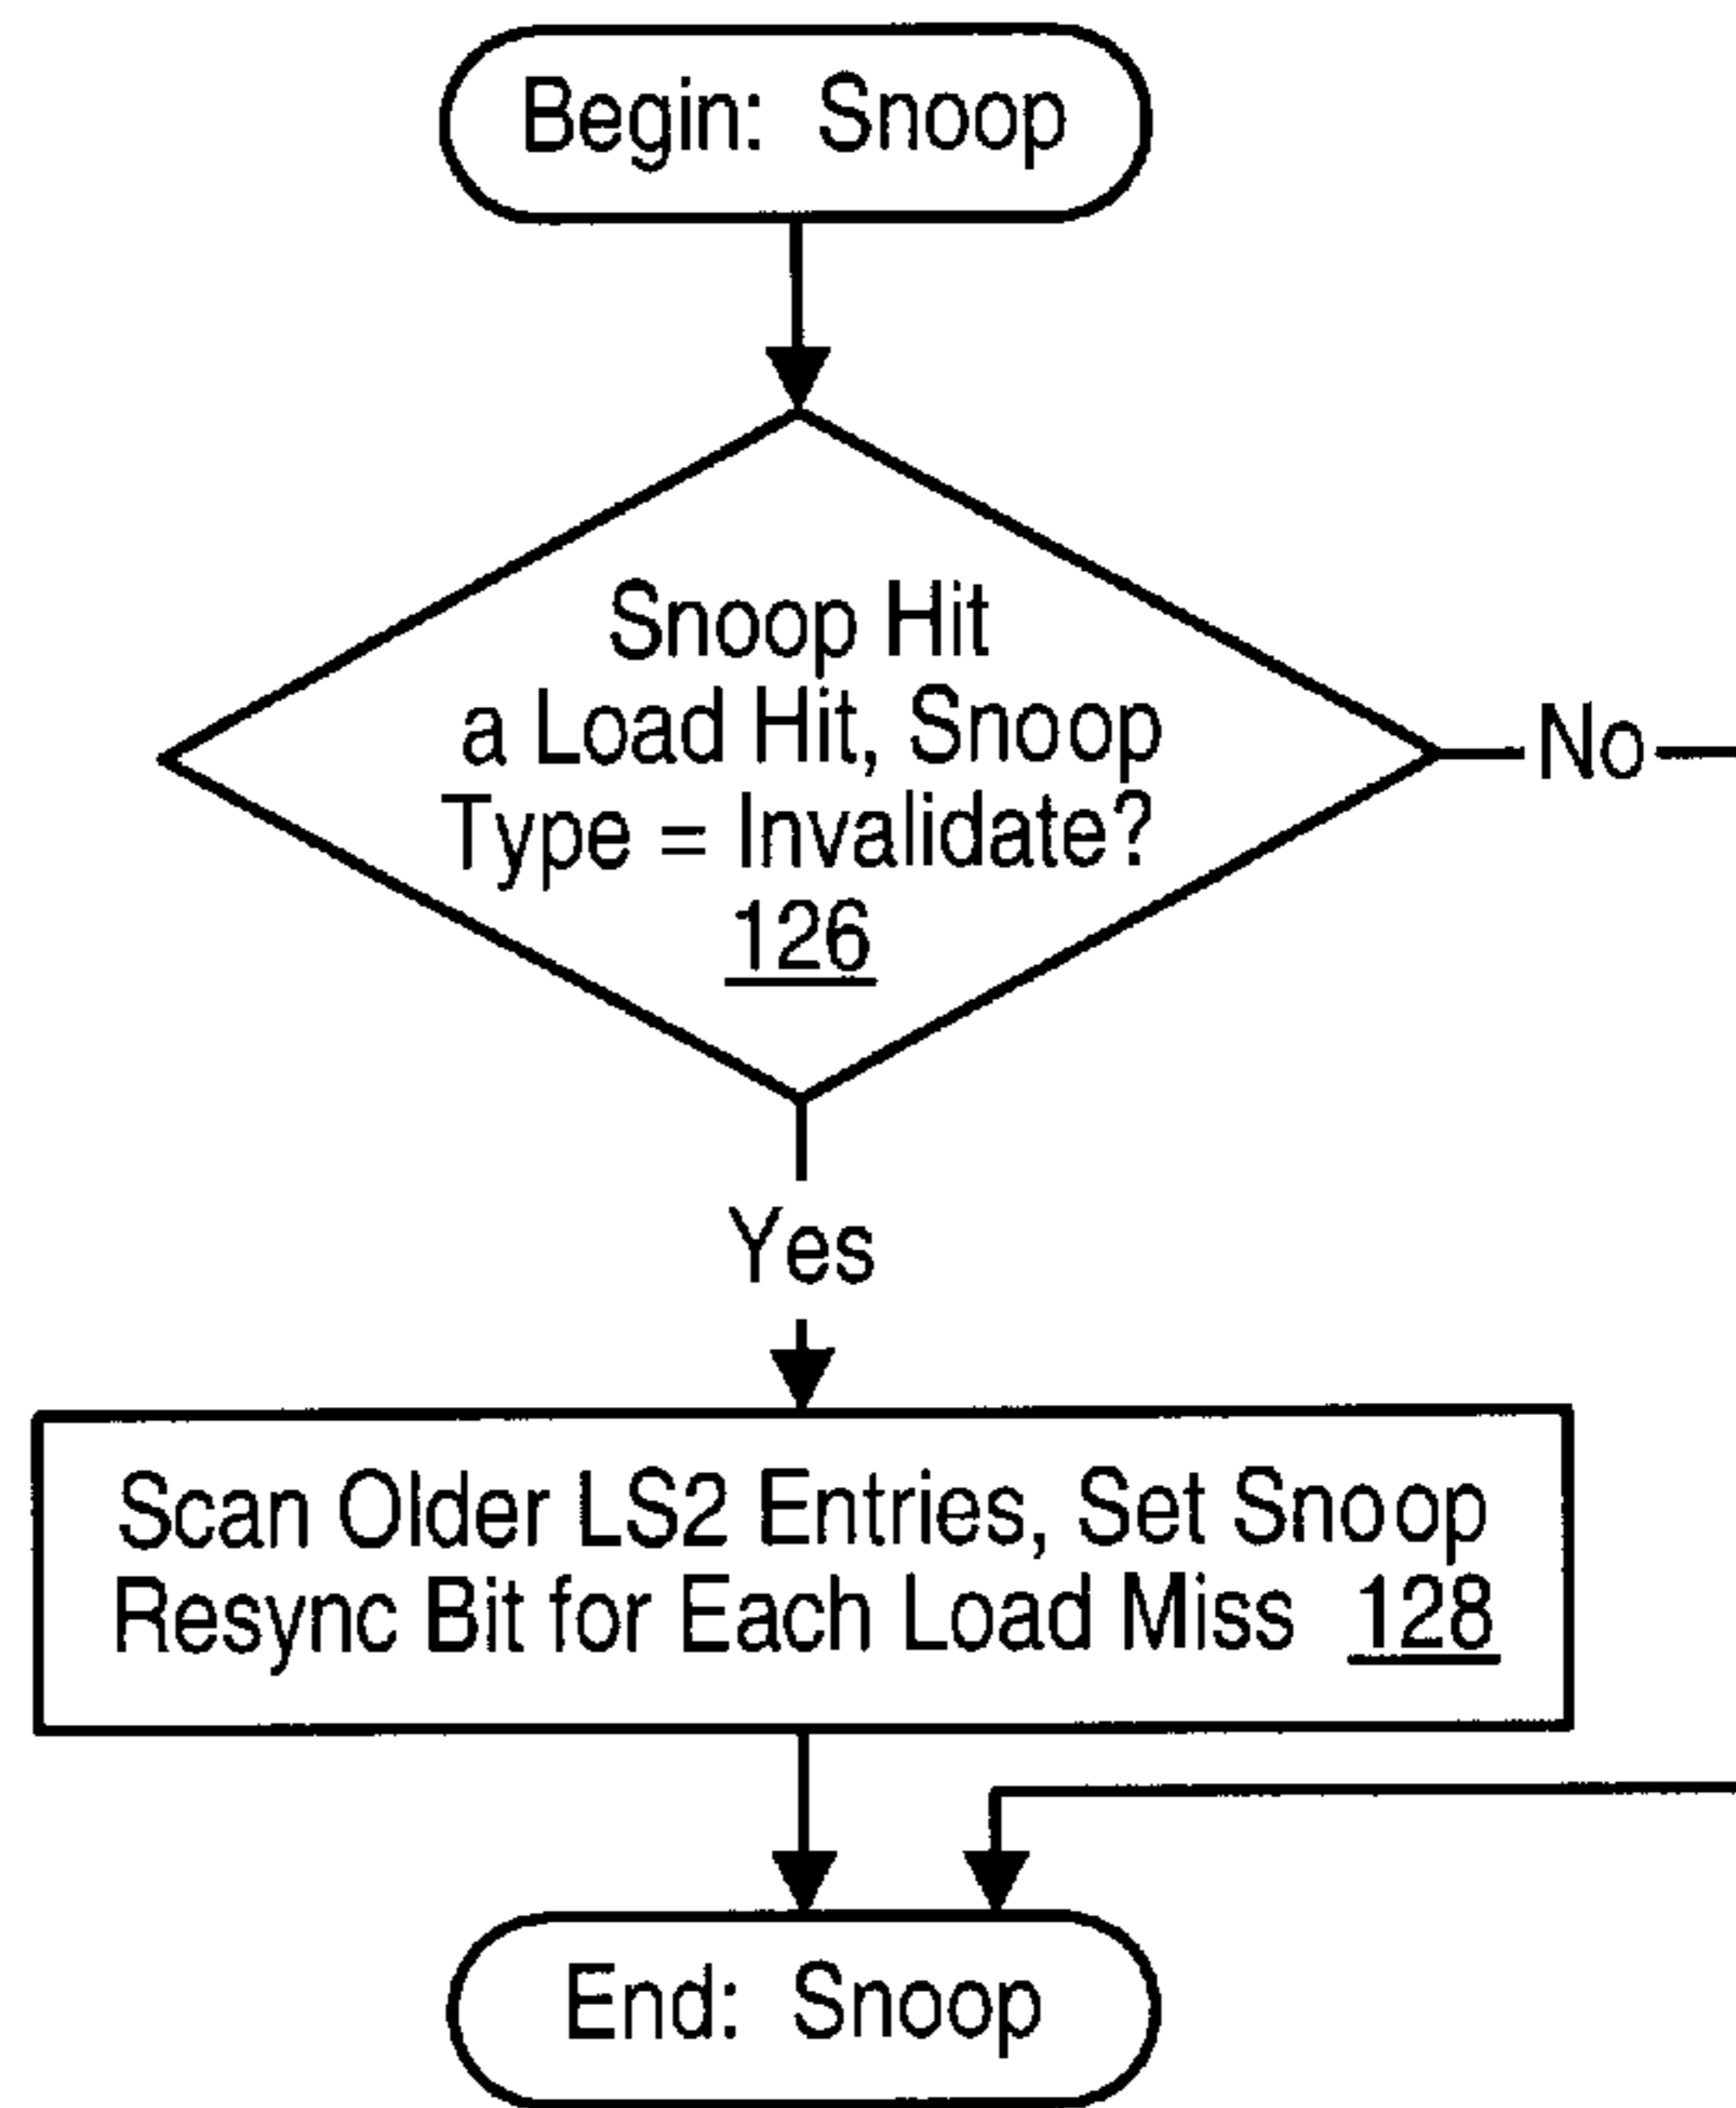 Begin: Snoop
Snoop Hit
a Load Hit, Snoop
Type = Invalidate?
126
No
Yes
Scan Older LS2 Entries, Set Snoop
Resync Bit for Each Load Miss 128
End: Snoop